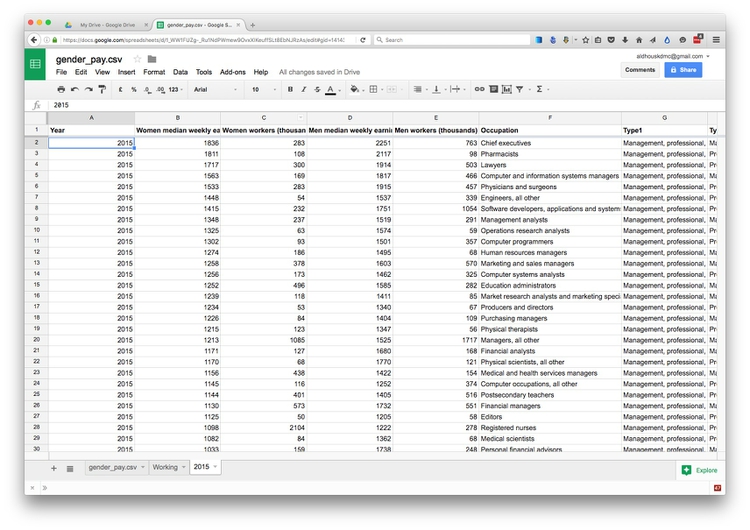 My Drive - Google Drive × gender_pay.csv - Google S... × +
https://docs.google.com/spreadsheets/d/ Search
gender_pay.csv aldhouskdmc@gmail.com
File Edit View Insert Format Data Tools Add-ons Help All changes saved in Drive Comments Share
£ % .0 .00 123 Arial 10 B I S A
fx 2015
A B C D E F G
1 Year Women median weekly ea Women workers (thousan Men median weekly earni Men workers (thousands) Occupation Type1 Ty
2 2015 1836 283 2251 763 Chief executives Management, professional, Ma
3 2015 1811 108 2117 98 Pharmacists Management, professional, Pr
4 2015 1717 300 1914 503 Lawyers Management, professional, Pr
5 2015 1563 169 1817 466 Computer and information systems managers Management, professional, Ma
6 2015 1533 283 1915 457 Physicians and surgeons Management, professional, Pr
7 2015 1448 54 1537 339 Engineers, all other Management, professional, Pr
8 2015 1415 232 1751 1054 Software developers, applications and system Management, professional, Pr
9 2015 1348 237 1519 291 Management analysts Management, professional, Ma
10 2015 1325 63 1574 59 Operations research analysts Management, professional, Pr
11 2015 1302 93 1501 357 Computer programmers Management, professional, Pr
12 2015 1274 186 1495 68 Human resources managers Management, professional, Ma
13 2015 1258 378 1603 570 Marketing and sales managers Management, professional, Ma
14 2015 1256 173 1462 325 Computer systems analysts Management, professional, Pr
15 2015 1252 496 1585 282 Education administrators Management, professional, Ma
16 2015 1239 118 1411 85 Market research analysts and marketing speci Management, professional, Ma
17 2015 1234 53 1340 67 Producers and directors Management, professional, Pr
18 2015 1226 84 1404 109 Purchasing managers Management, professional, Ma
19 2015 1215 123 1347 56 Physical therapists Management, professional, Pr
20 2015 1213 1085 1525 1717 Managers, all other Management, professional, Ma
21 2015 1171 127 1680 168 Financial analysts Management, professional, Ma
22 2015 1170 68 1770 121 Physical scientists, all other Management, professional, Pr
23 2015 1156 438 1422 154 Medical and health services managers Management, professional, Ma
24 2015 1145 116 1252 374 Computer occupations, all other Management, professional, Pr
25 2015 1144 401 1405 516 Postsecondary teachers Management, professional, Pr
26 2015 1130 573 1732 551 Financial managers Management, professional, Ma
27 2015 1125 50 1205 58 Editors Management, professional, Pr
28 2015 1098 2104 1222 278 Registered nurses Management, professional, Pr
29 2015 1082 84 1362 68 Medical scientists Management, professional, Pr
30 2015 1033 159 1738 248 Personal financial advisors Management, professional, Ma
+ gender_pay.csv Working 2015 Explore